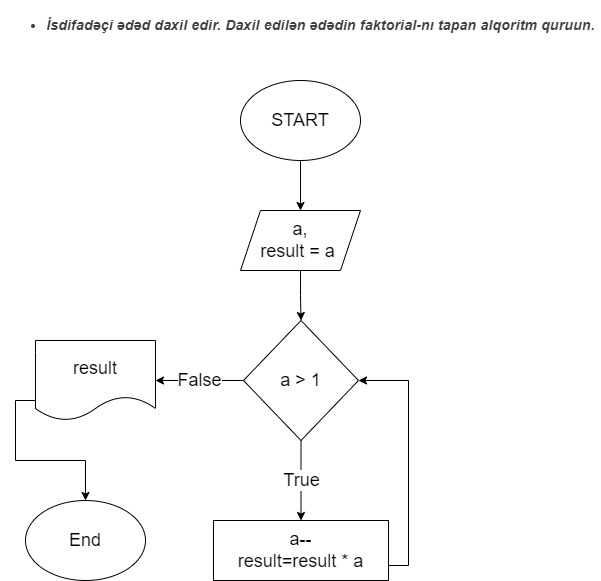 İsdifadəçi ədəd daxil edir. Daxil edilən ədədin faktorial-nı tapan alqoritm quruun.
START
a,
result = a
a > 1
False
result
True
a--
result=result * a
End